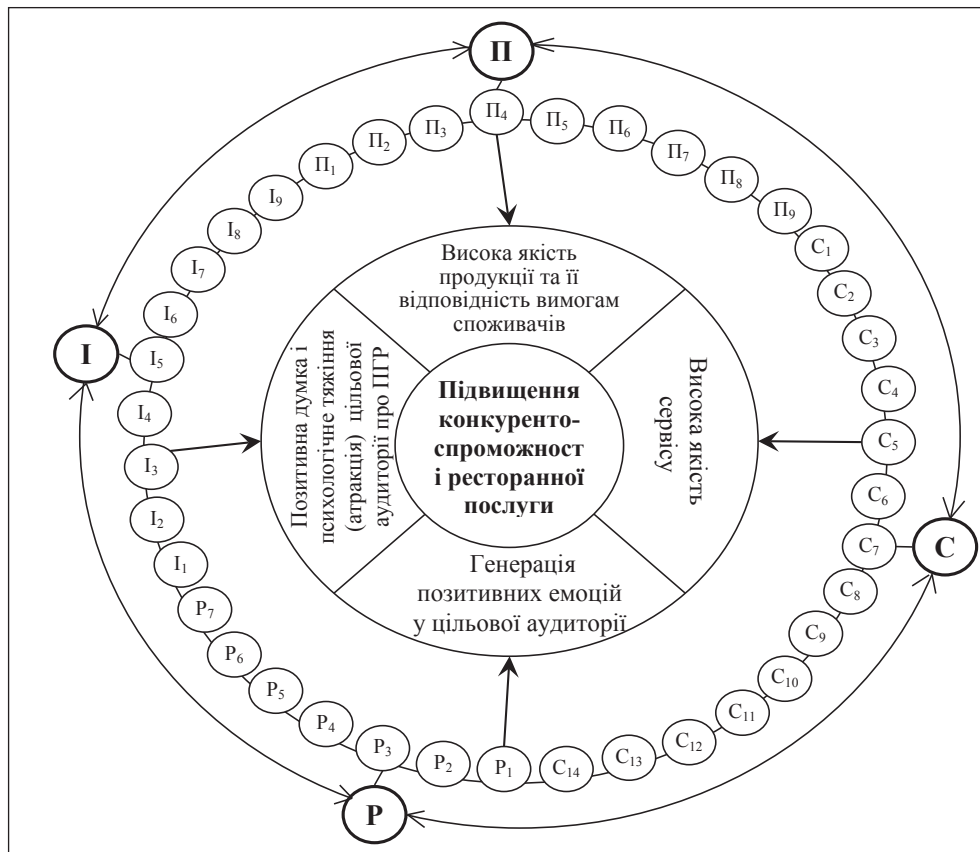 П
П₄
П₃
П₅
П₂
П₆
П₁
П₇
І₉
П₈
І₈
П₉
І₇
С₁
І₆
С₂
І
І₅
С₃
І₄
С₄
І₃
С₅
І₂
С₆
І₁
С₇
С
Р₇
С₈
Р₆
С₉
Р₅
С₁₀
Р₄
С₁₁
Р₃
С₁₂
Р₂
С₁₃
Р₁
С₁₄
Р
Висока якість
продукції та її
відповідність вимогам
споживачів
Позитивна думка і
психологічне тяжіння
(атракція) цільової
аудиторії про ПГР
Підвищення
конкуренто-
спроможност
і ресторанної
послуги
Висока якість
сервісу
Генерація
позитивних емоцій
у цільової аудиторії